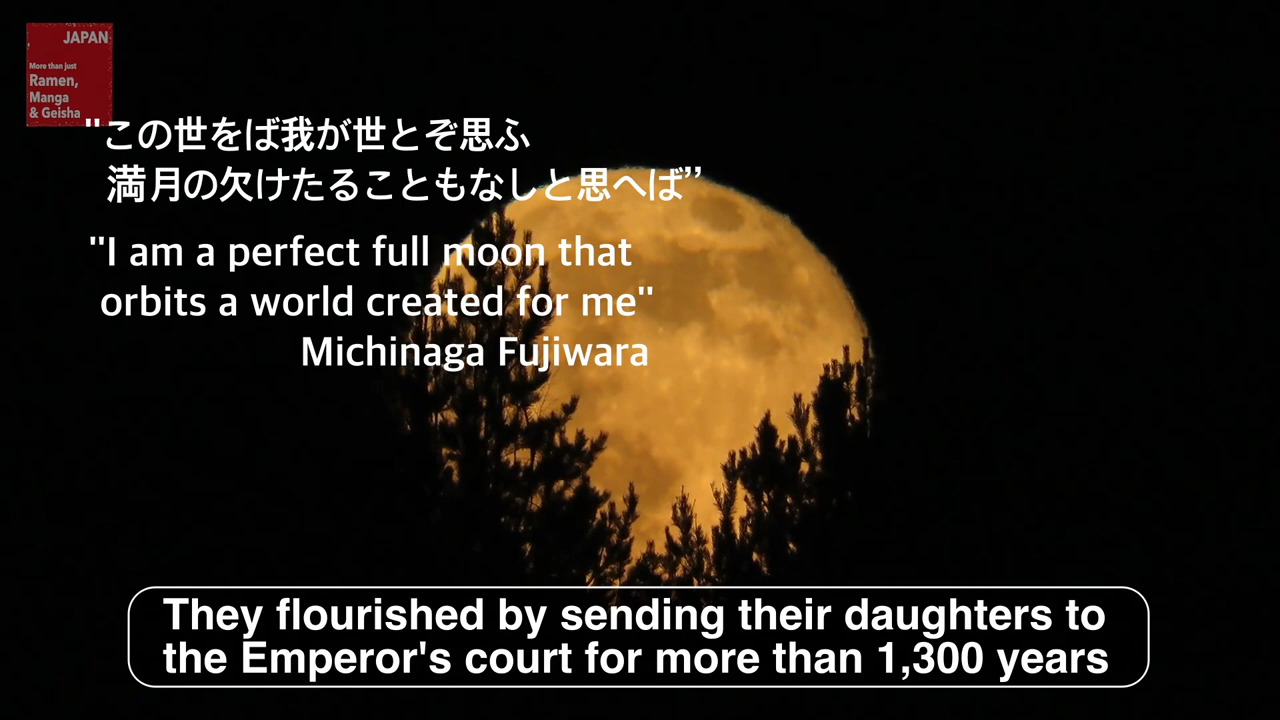 JAPAN
More than just
Ramen,
Manga
& Geisha
"この世をば我が世とぞ思ふ
満月の欠けたることもなしと思へば”
"I am a perfect full moon that
orbits a world created for me"
Michinaga Fujiwara
They flourished by sending their daughters to
the Emperor's court for more than 1,300 years